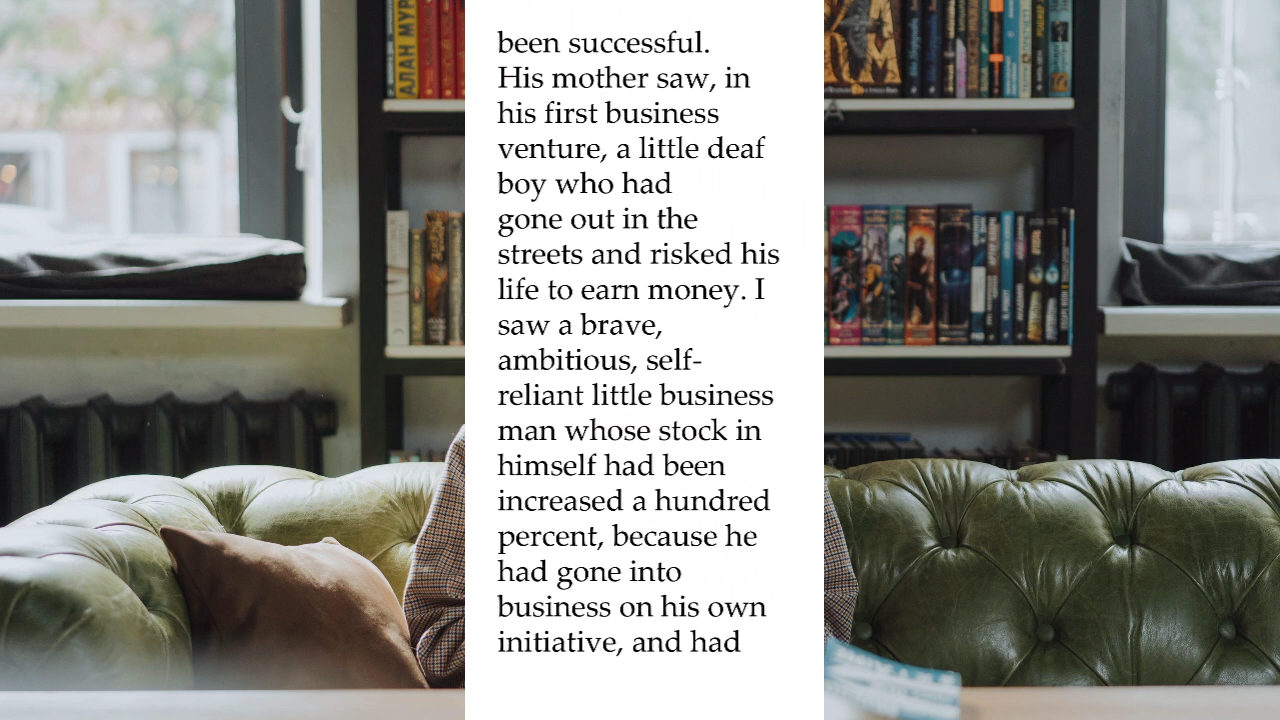 АЛАН МУР
been successful.
His mother saw, in
his first business
venture, a little deaf
boy who had
gone out in the
streets and risked his
life to earn money. I
saw a brave,
ambitious, self-
reliant little business
man whose stock in
himself had been
increased a hundred
percent, because he
had gone into
business on his own
initiative, and had